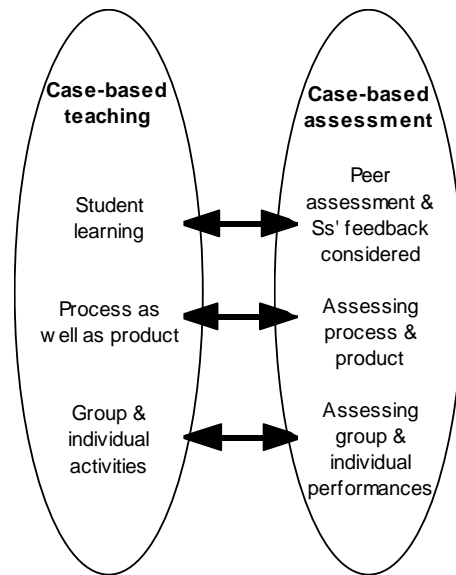 Case-based
teaching
Student
learning
Process as
well as product
Group &
individual
activities
Case-based
assessment
Peer
assessment &
Ss' feedback
considered
Assessing
process &
product
Assessing
group &
individual
performances